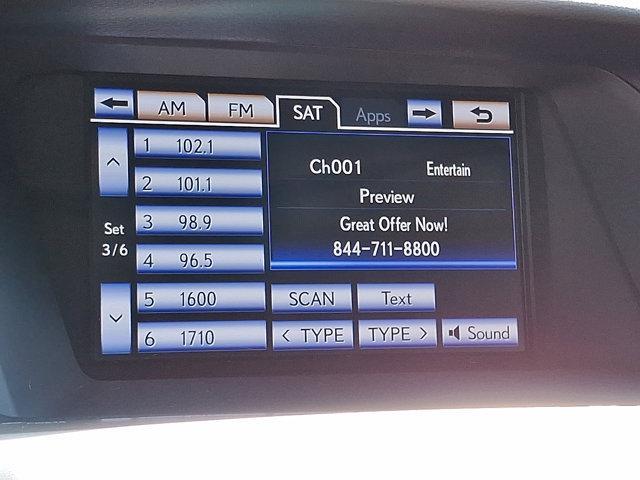 AM FM SAT Apps
1 102.1
2 101.1
3 98.9
4 96.5
5 1600
6 1710
Set
3/6
Ch001 Entertain
Preview
Great Offer Now!
844-711-8800
SCAN Text
< TYPE TYPE > Sound